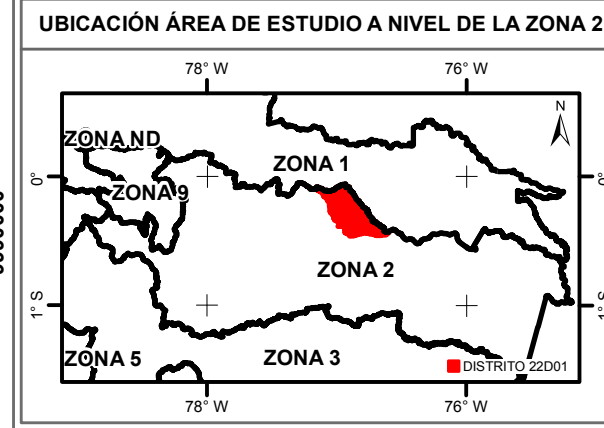 UBICACIÓN ÁREA DE ESTUDIO A NIVEL DE LA ZONA 2
78° W
76° W
N
ZONA ND
ZONA 1
0°
0°
ZONA 9
ZONA 2
1° S
1° S
ZONA 5
ZONA 3
DISTRITO 22D01
78° W
76° W